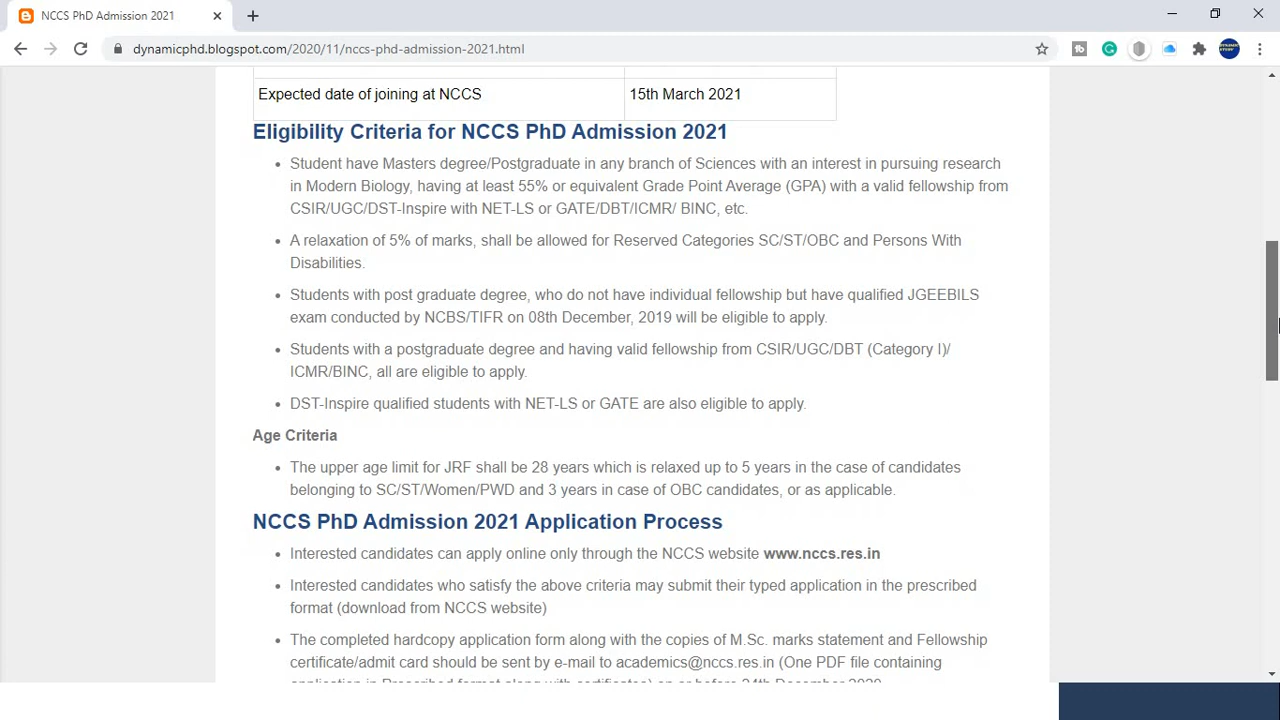 NCCS PhD Admission 2021
dynamicphd.blogspot.com/2020/11/nccs-phd-admission-2021.html
Expected date of joining at NCCS 15th March 2021
Eligibility Criteria for NCCS PhD Admission 2021
• Student have Masters degree/Postgraduate in any branch of Sciences with an interest in pursuing research
in Modern Biology, having at least 55% or equivalent Grade Point Average (GPA) with a valid fellowship from
CSIR/UGC/DST-Inspire with NET-LS or GATE/DBT/ICMR/ BINC, etc.
• A relaxation of 5% of marks, shall be allowed for Reserved Categories SC/ST/OBC and Persons With
Disabilities.
• Students with post graduate degree, who do not have individual fellowship but have qualified JGEEBILS
exam conducted by NCBS/TIFR on 08th December, 2019 will be eligible to apply.
• Students with a postgraduate degree and having valid fellowship from CSIR/UGC/DBT (Category I)/
ICMR/BINC, all are eligible to apply.
• DST-Inspire qualified students with NET-LS or GATE are also eligible to apply.
Age Criteria
• The upper age limit for JRF shall be 28 years which is relaxed up to 5 years in the case of candidates
belonging to SC/ST/Women/PWD and 3 years in case of OBC candidates, or as applicable.
NCCS PhD Admission 2021 Application Process
• Interested candidates can apply online only through the NCCS website www.nccs.res.in
• Interested candidates who satisfy the above criteria may submit their typed application in the prescribed
format (download from NCCS website)
• The completed hardcopy application form along with the copies of M.Sc. marks statement and Fellowship
certificate/admit card should be sent by e-mail to academics@nccs.res.in (One PDF file containing
application in Prescribed format along with certificates) on or before 24th December 2020